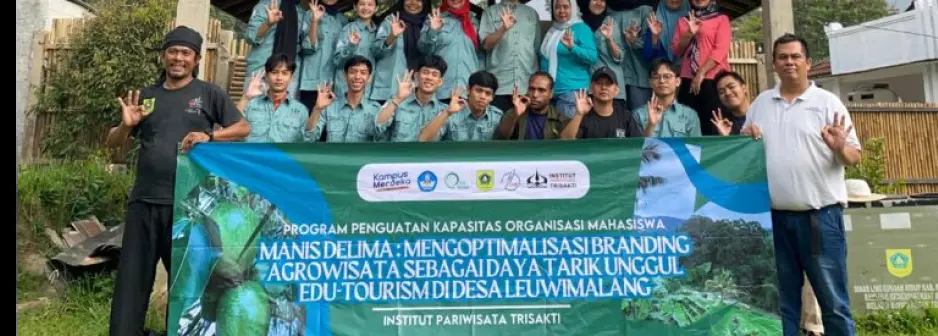 Kampus
Merdeka
INSTITUT
TRISAKTI
PROGRAM PENGUATAN KAPASITAS ORGANISASI MAHASISWA
MANIS DELIMA : MENGOPTIMALISASI BRANDING
AGROWISATA SEBAGAI DAYA TARIK UNGGUL
EDU-TOURISM DI DESA LEUWIMALANG
INSTITUT PARIWISATA TRISAKTI